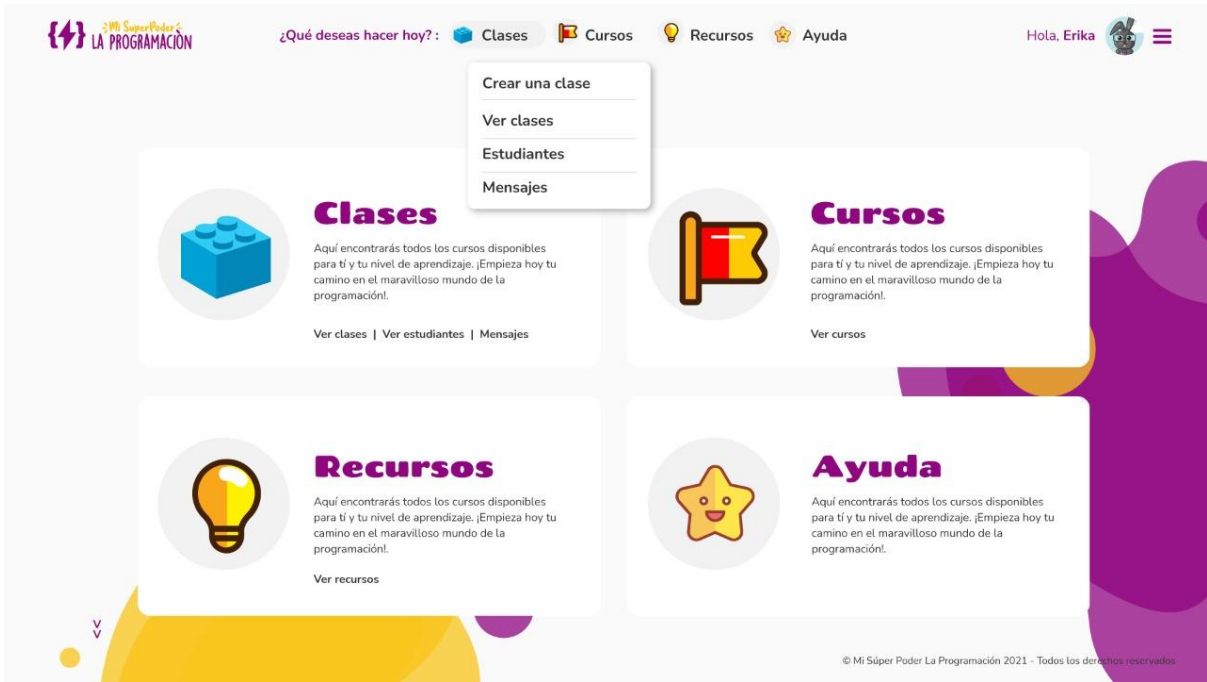 Mi SuperPoder
LA PROGRAMACIÒN
¿Qué deseas hacer hoy? :
Clases
Cursos
Recursos
Ayuda
Hola, Erika
Crear una clase
Ver clases
Estudiantes
Mensajes
Clases
Aquí encontrarás todos los cursos disponibles
para tí y tu nivel de aprendizaje. ¡Empieza hoy tu
camino en el maravilloso mundo de la
programación!.
Ver clases | Ver estudiantes | Mensajes
Cursos
Aquí encontrarás todos los cursos disponibles
para tí y tu nivel de aprendizaje. ¡Empieza hoy tu
camino en el maravilloso mundo de la
programación!.
Ver cursos
Recursos
Aquí encontrarás todos los cursos disponibles
para tí y tu nivel de aprendizaje. ¡Empieza hoy tu
camino en el maravilloso mundo de la
programación!.
Ver recursos
Ayuda
Aquí encontrarás todos los cursos disponibles
para tí y tu nivel de aprendizaje. ¡Empieza hoy tu
camino en el maravilloso mundo de la
programación!.
© Mi Súper Poder La Programación 2021 - Todos los derechos reservados